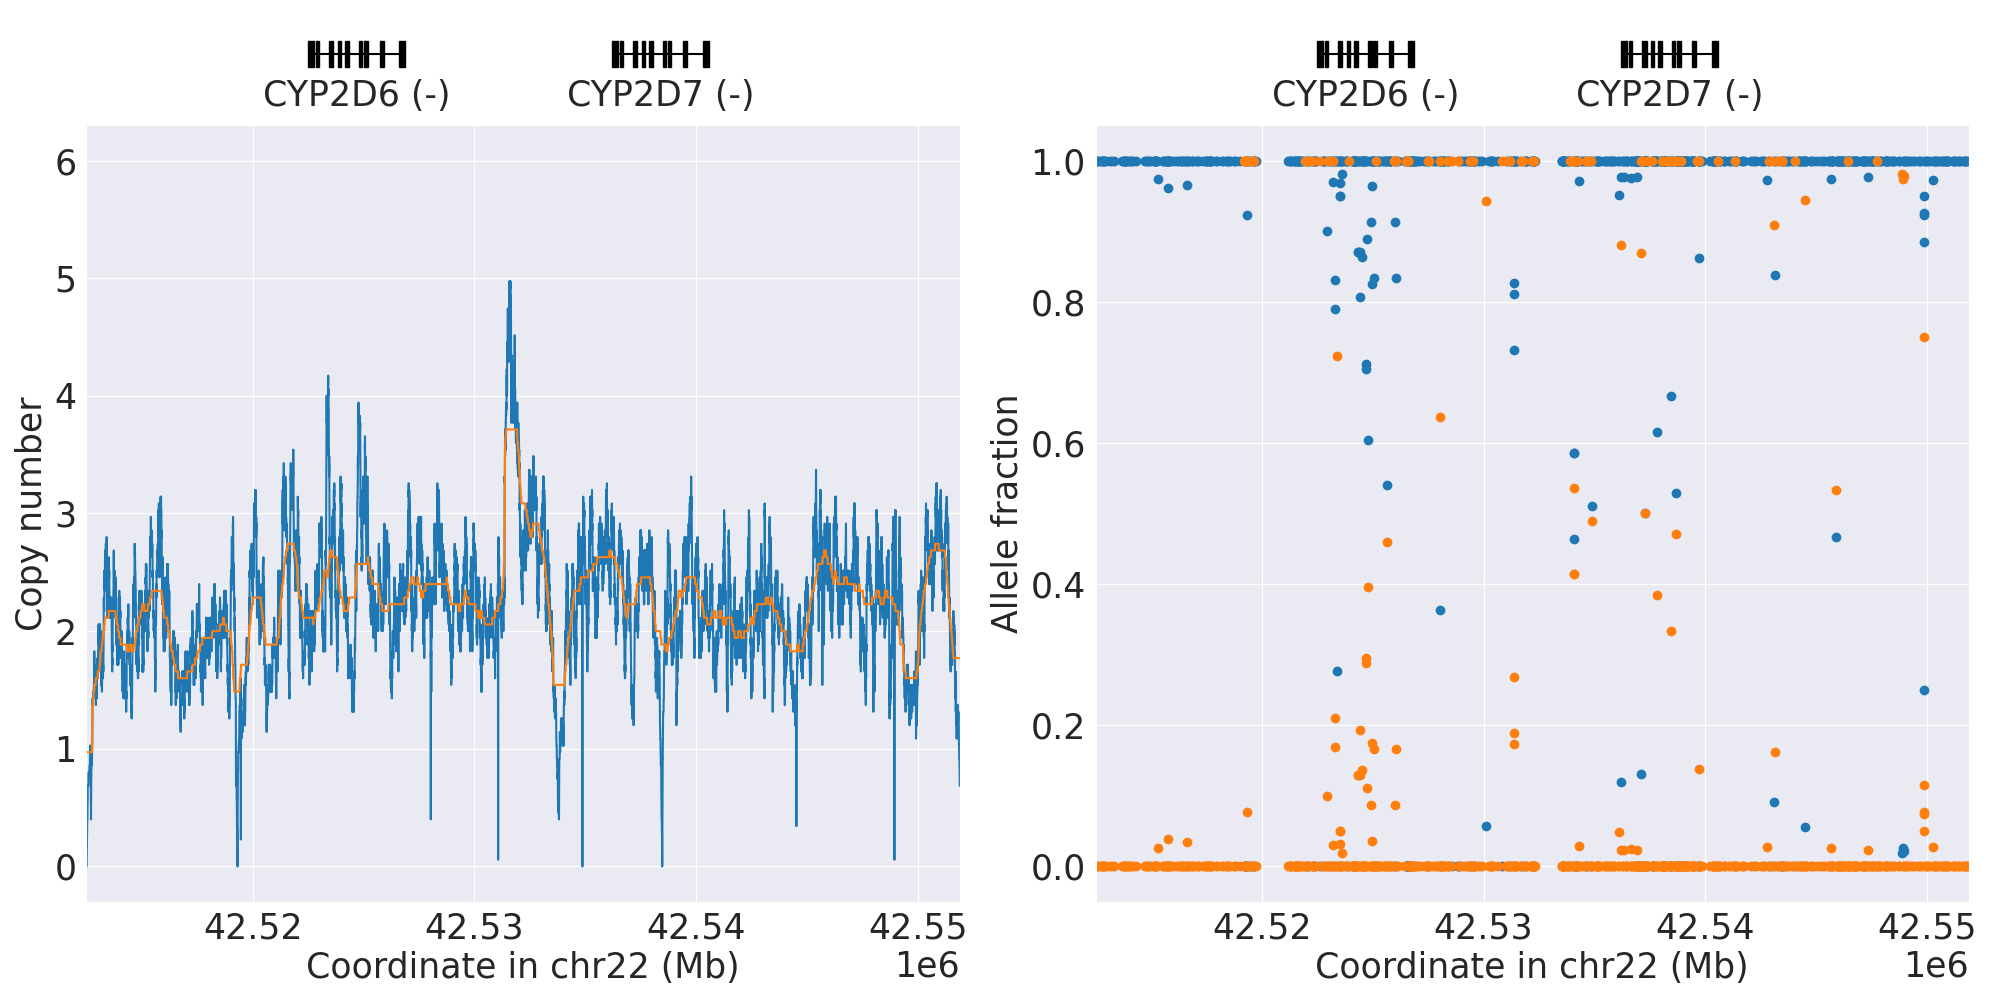 CYP2D6 (-) CYP2D7 (-)
6
5
4
3
2
1
0
Copy number
42.52 42.53 42.54 42.55
Coordinate in chr22 (Mb)
1e6
CYP2D6 (-) CYP2D7 (-)
1.0
0.8
0.6
0.4
0.2
0.0
Allele fraction
42.52 42.53 42.54 42.55
Coordinate in chr22 (Mb)
1e6